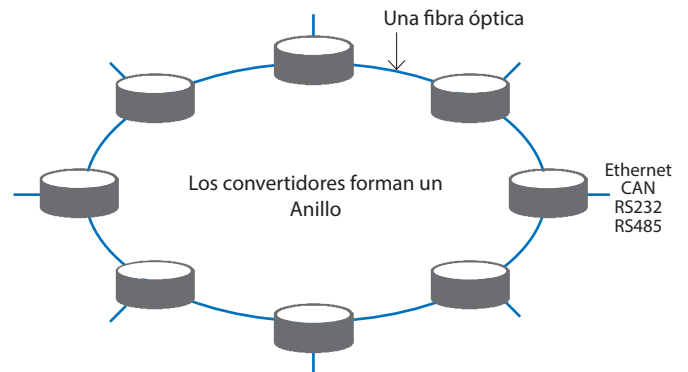 Una fibra óptica
Los convertidores forman un
Anillo
Ethernet
CAN
RS232
RS485